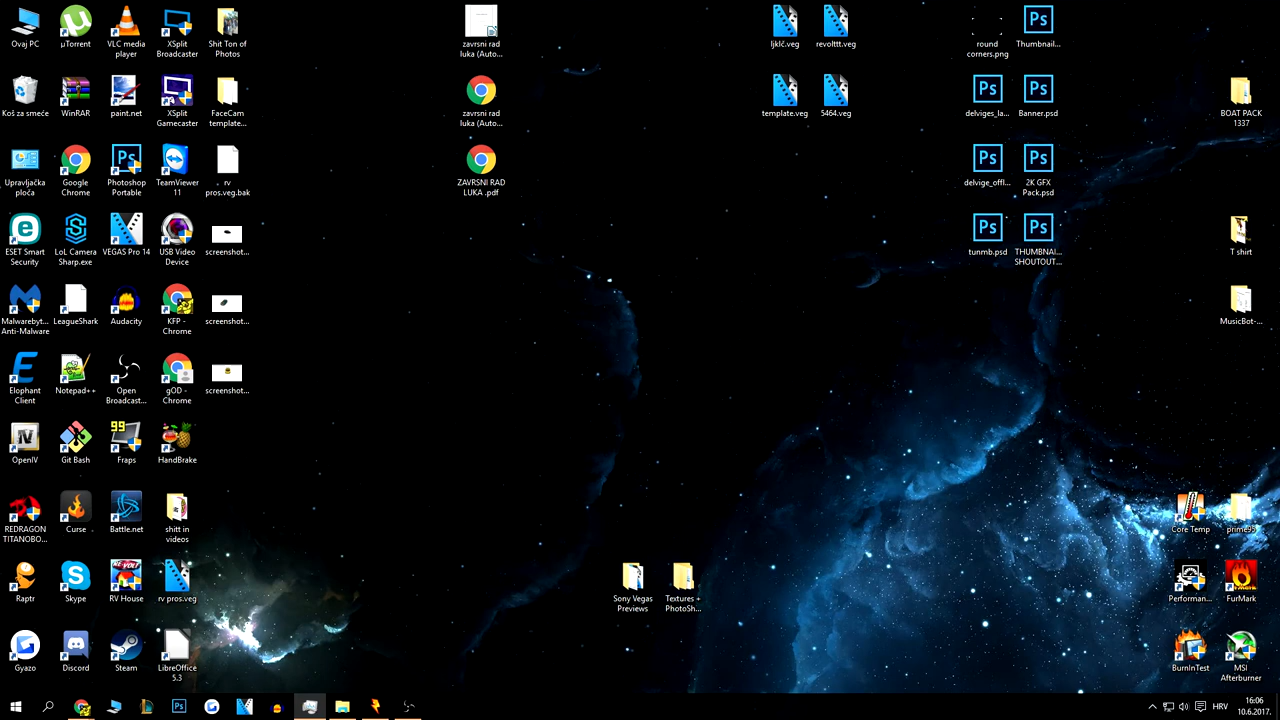 Ovaj PC
µTorrent
VLC media
player
XSplit
Broadcaster
Shit Ton of
Photos
zavrsni rad
luka (Auto...
ljklč.veg
revolttt.veg
round
corners.png
Thumbnail...
Koš za smeće
WinRAR
paint.net
XSplit
Gamecaster
FaceCam
template...
zavrsni rad
luka (Auto...
template.veg
5464.veg
delviges_la...
Banner.psd
BOAT PACK
1337
Upravljačka
ploča
Google
Chrome
Photoshop
Portable
TeamViewer
11
rv
pros.veg.bak
ZAVRSNI RAD
LUKA .pdf
delvige_offl...
2K GFX
Pack.psd
ESET Smart
Security
LoL Camera
Sharp.exe
VEGAS Pro 14
USB Video
Device
screenshot...
tunmb.psd
THUMBNAI...
SHOUTOUT...
T shirt
Malwarebyt...
Anti-Malware
LeagueShark
Audacity
KFP -
Chrome
screenshot...
MusicBot-...
Elophant
Client
Notepad++
Open
Broadcast...
gOD -
Chrome
screenshot...
OpenIV
Git Bash
99
Fraps
HandBrake
REDRAGON
TITANOBO...
Curse
Battle.net
shitt in
videos
Core Temp
prime95
Raptr
Skype
RE-VOLT
RV House
rv pros.veg
Sony Vegas
Previews
Textures +
PhotoSh...
Performan...
FurMark
Gyazo
Discord
Steam
LibreOffice
5.3
BurnInTest
MSI
Afterburner
HRV
16:06
10.6.2017.